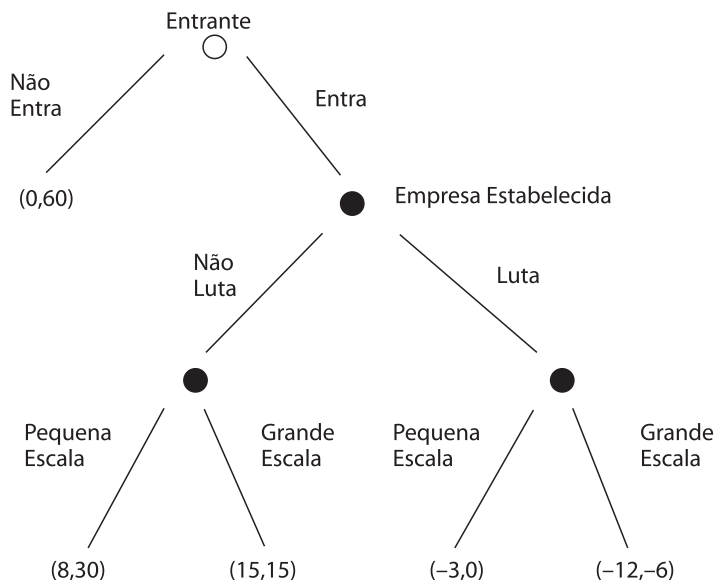 Entrante
Não
Entra
Entra
(0,60)
Empresa Estabelecida
Não
Luta
Luta
Pequena
Escala
Grande
Escala
Pequena
Escala
Grande
Escala
(8,30)
(15,15)
(–3,0)
(–12,–6)